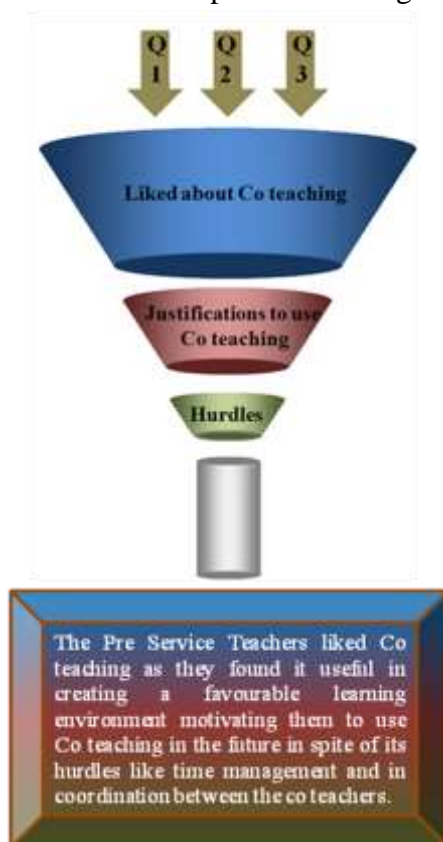 Q Q Q
1 2 3
Liked about Co teaching
Justifications to use
Co teaching
Hurdles
The Pre Service Teachers liked Co
teaching as they found it useful in
creating a favourable learning
environment motivating them to use
Co teaching in the future in spite of its
hurdles like time management and in
coordination between the co teachers.